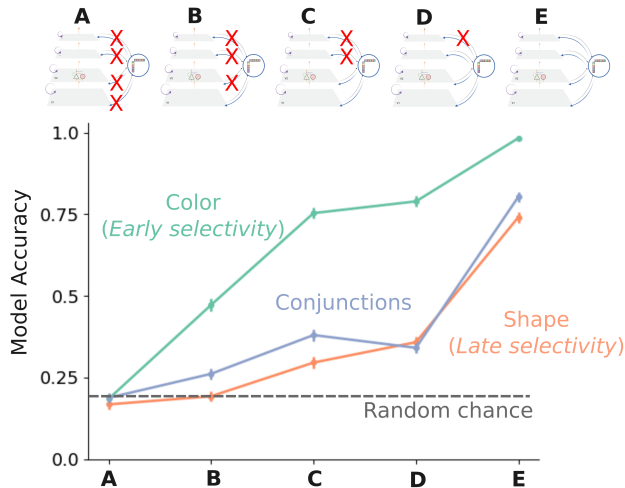 A B C D E
X X X X
X X X X
X X
X
1.0
0.75
0.5
0.25
0.0
Model Accuracy
Color
(Early selectivity)
Conjunctions
Shape
(Late selectivity)
Random chance
A B C D E